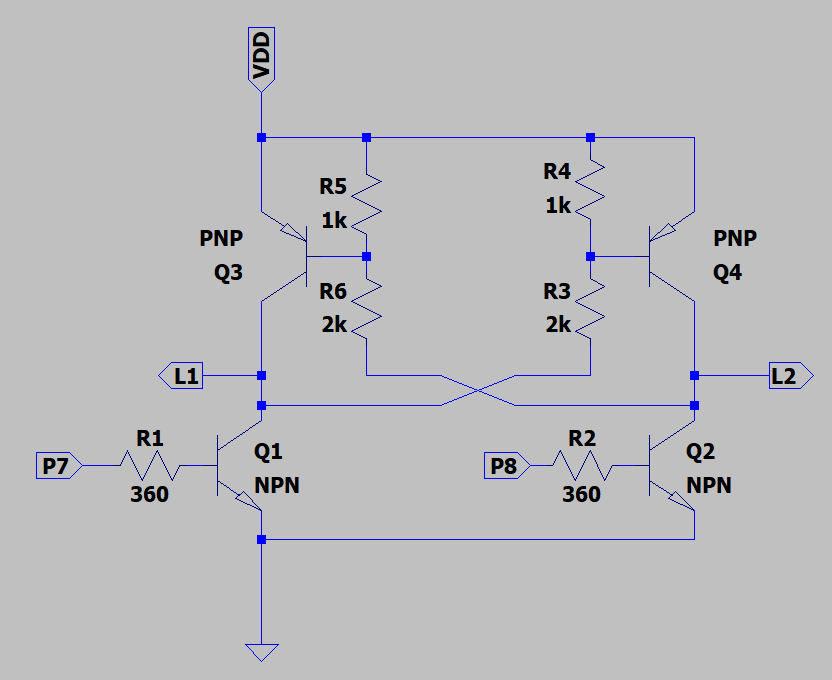 VDD
R5
1k
R4
1k
PNP
Q3
PNP
Q4
R6
2k
R3
2k
L1
L2
R1
360
P7
Q1
NPN
R2
360
P8
Q2
NPN